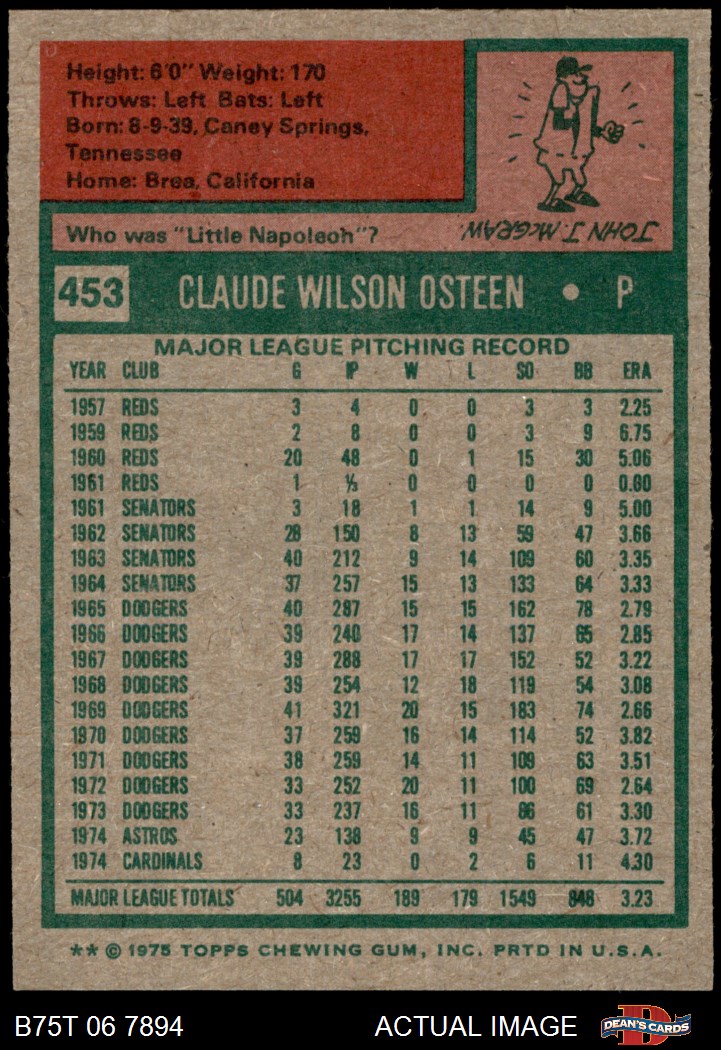 Height: 6'0" Weight: 170
Throws: Left Bats: Left
Born: 8-9-39, Caney Springs,
Tennessee
Home: Brea, California
Who was "Little Napoleon"?
JOHN J. McGRAW
453 CLAUDE WILSON OSTEEN • P
MAJOR LEAGUE PITCHING RECORD
YEAR CLUB G IP W L SO BB ERA
1957 REDS 3 4 0 0 3 3 2.25
1959 REDS 2 8 0 0 3 9 6.75
1960 REDS 20 48 0 1 15 30 5.06
1961 REDS 1 ⅓ 0 0 0 0 0.00
1961 SENATORS 3 18 1 1 14 9 5.00
1962 SENATORS 28 150 8 13 59 47 3.66
1963 SENATORS 40 212 9 14 109 60 3.35
1964 SENATORS 37 257 15 13 133 64 3.33
1965 DODGERS 40 287 15 15 162 78 2.79
1966 DODGERS 39 240 17 14 137 65 2.85
1967 DODGERS 39 288 17 17 152 52 3.22
1968 DODGERS 39 254 12 18 119 54 3.08
1969 DODGERS 41 321 20 15 183 74 2.66
1970 DODGERS 37 259 16 14 114 52 3.82
1971 DODGERS 38 259 14 11 109 63 3.51
1972 DODGERS 33 252 20 11 100 69 2.64
1973 DODGERS 33 237 16 11 86 61 3.30
1974 ASTROS 23 138 9 9 45 47 3.72
1974 CARDINALS 8 23 0 2 6 11 4.30
MAJOR LEAGUE TOTALS 504 3255 189 179 1549 848 3.23
** © 1975 TOPPS CHEWING GUM, INC. PRTD IN U.S.A.
B75T 06 7894 ACTUAL IMAGE DEAN'S CARDS